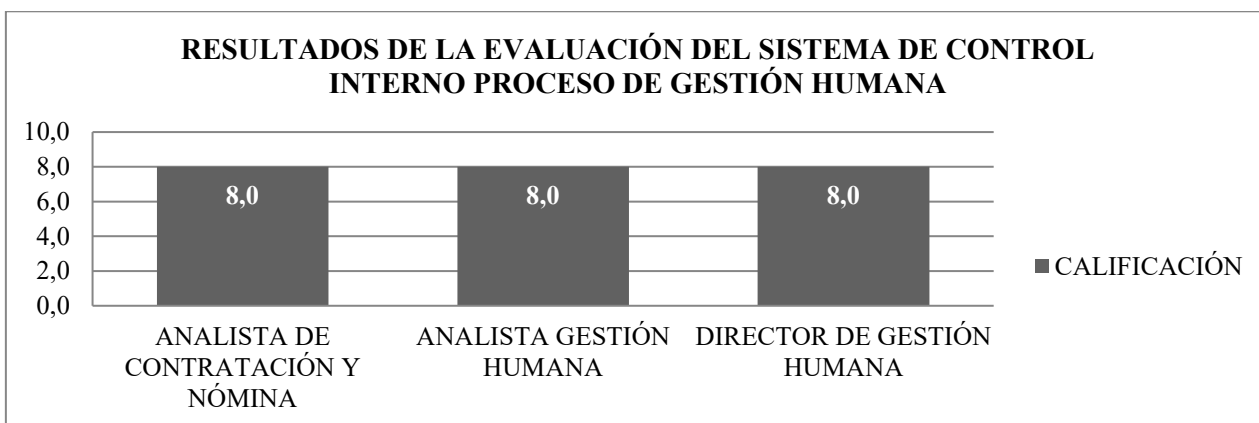 RESULTADOS DE LA EVALUACIÓN DEL SISTEMA DE CONTROL
INTERNO PROCESO DE GESTIÓN HUMANA
10,0
8,0
6,0
4,0
2,0
0,0
8,0
8,0
8,0
CALIFICACIÓN
ANALISTA DE
CONTRATACIÓN Y
NÓMINA
ANALISTA GESTIÓN
HUMANA
DIRECTOR DE GESTIÓN
HUMANA